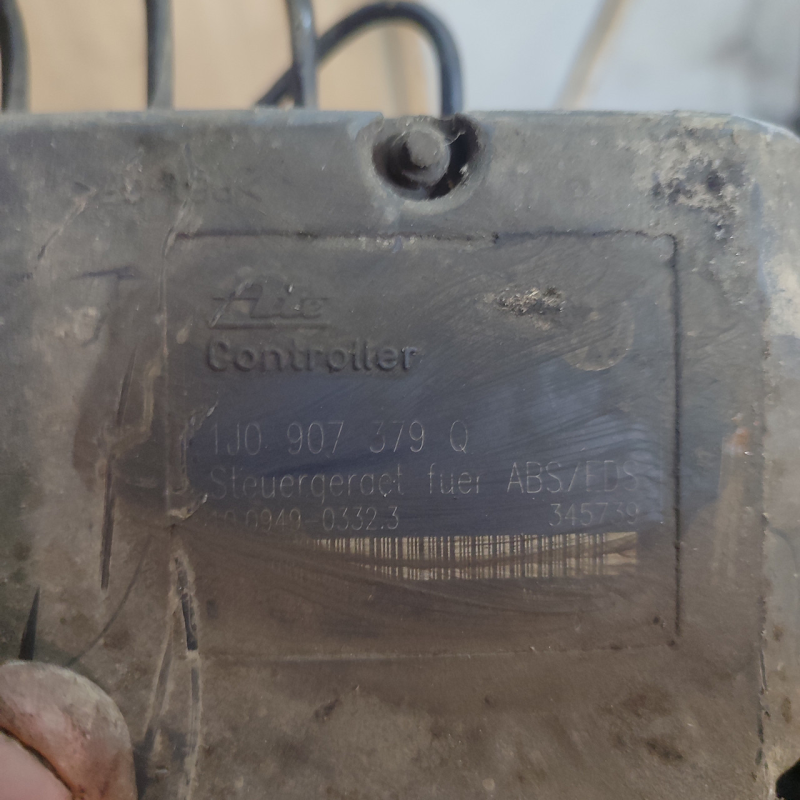 Ate
Controller
1J0 907 379 Q
Steuergeraet fuer ABS/EDS
10.0949-0332.3 345739